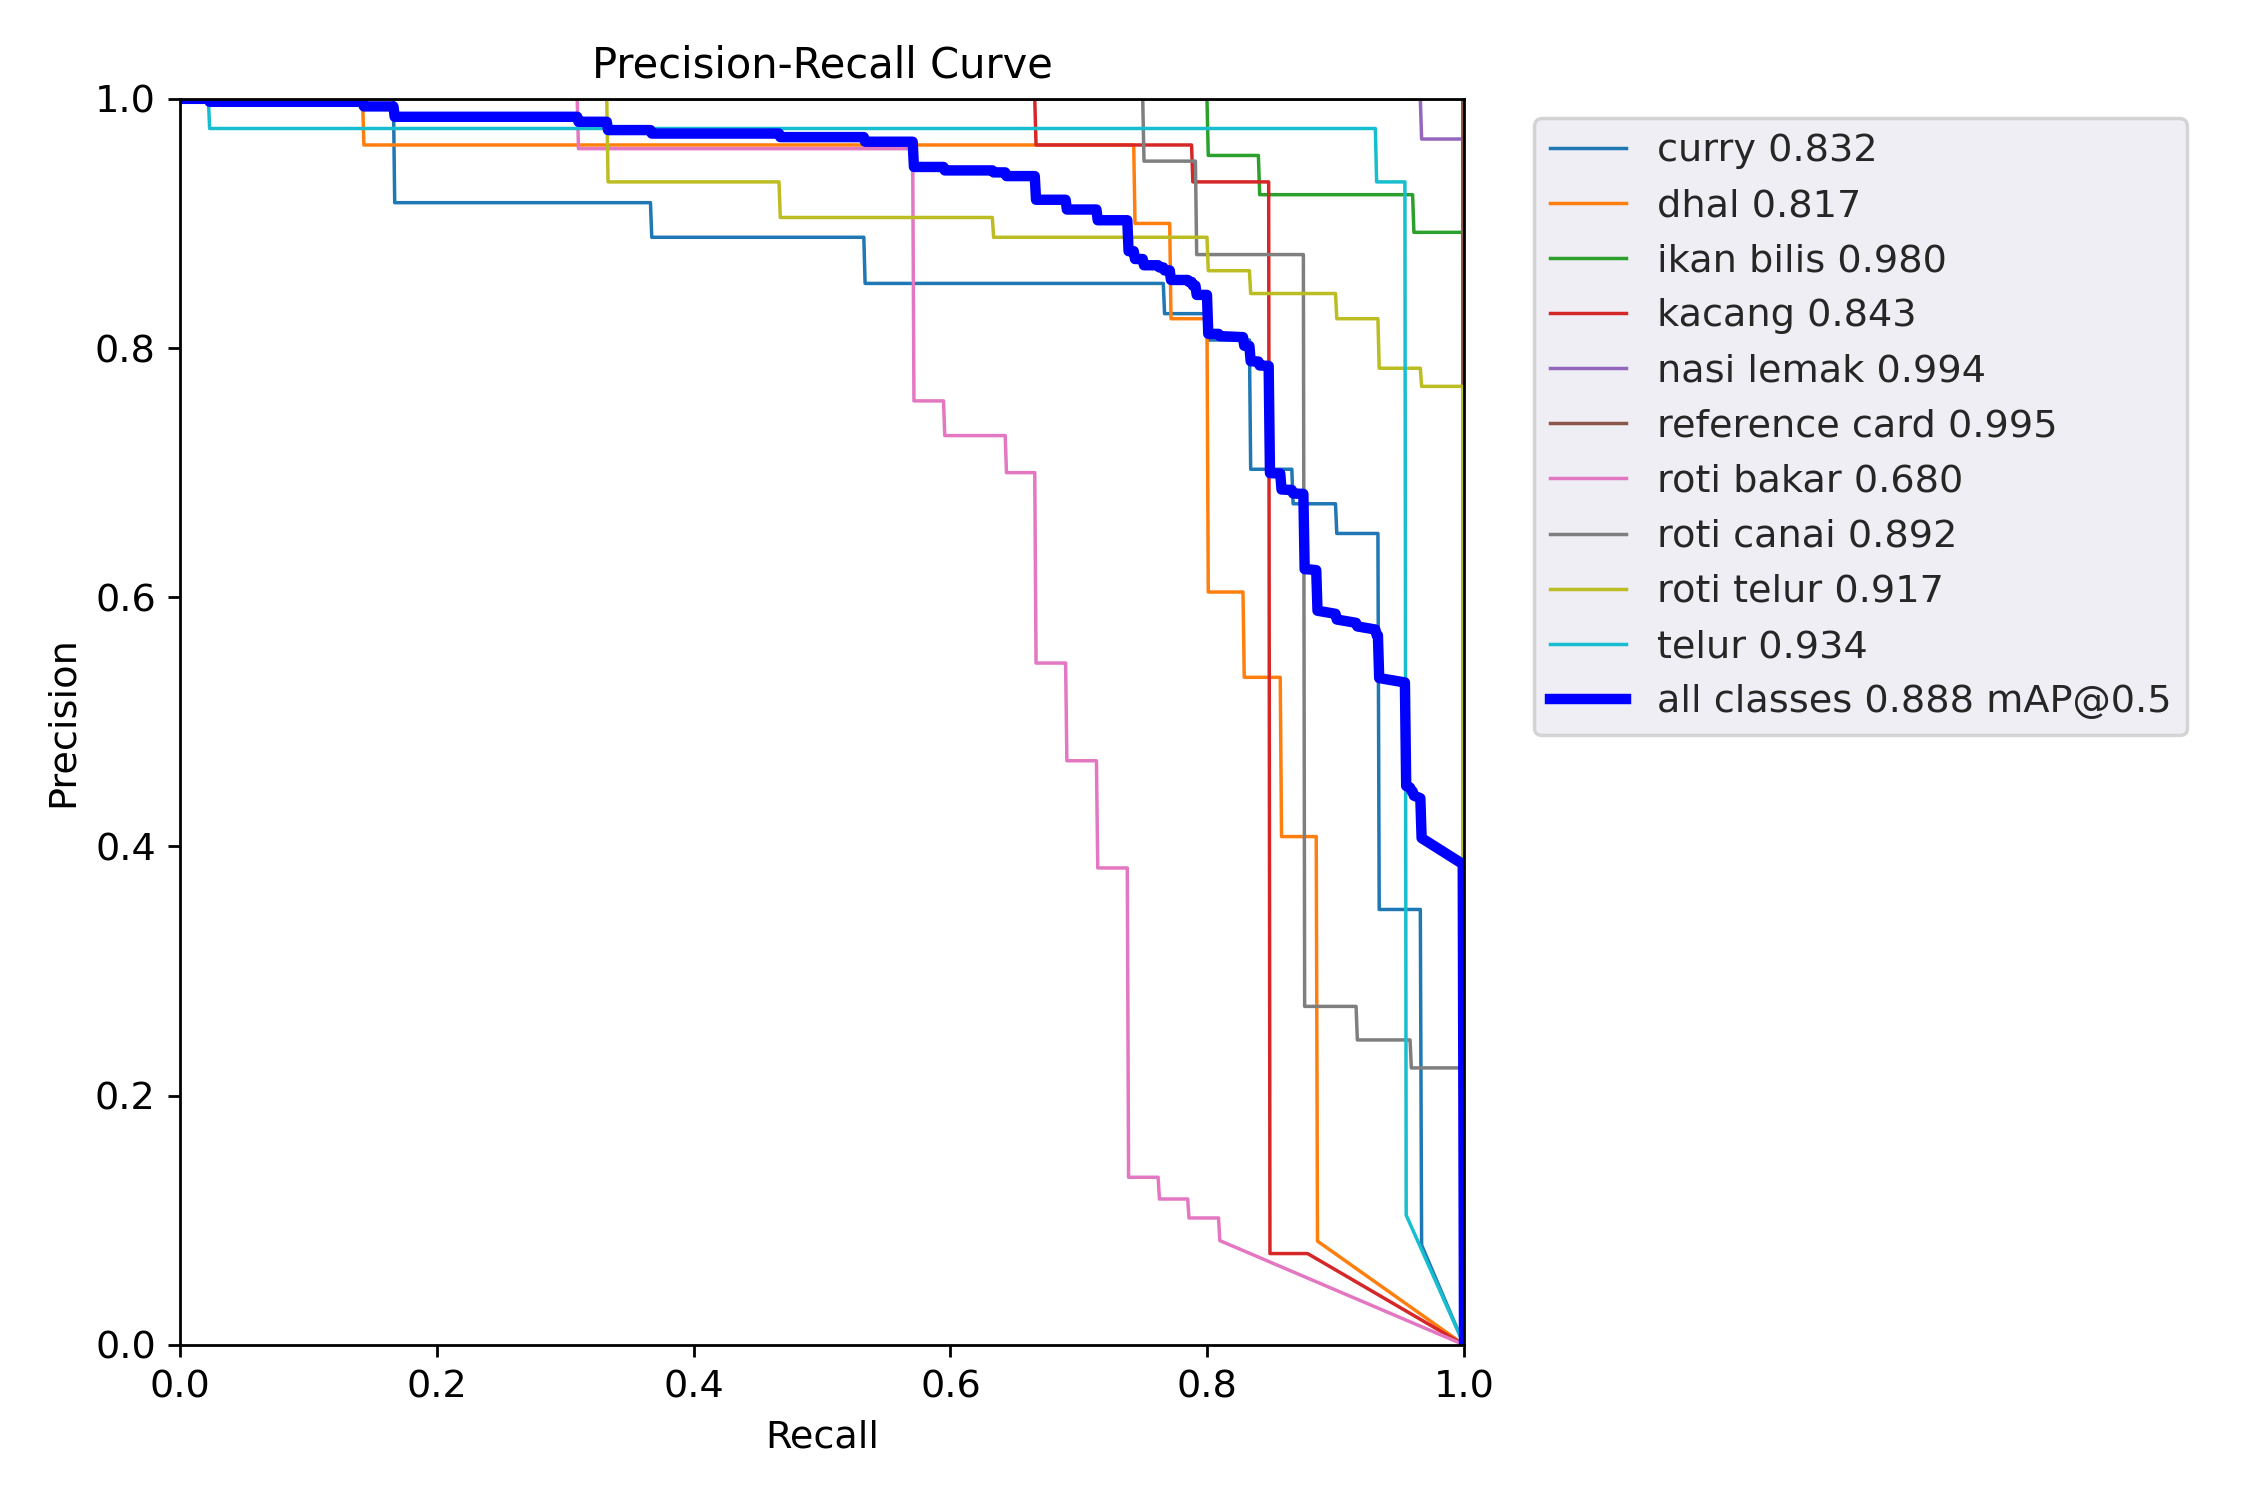 Precision-Recall Curve
1.0
0.8
0.6
0.4
0.2
0.0
Precision
0.0 0.2 0.4 0.6 0.8 1.0
Recall
curry 0.832
dhal 0.817
ikan bilis 0.980
kacang 0.843
nasi lemak 0.994
reference card 0.995
roti bakar 0.680
roti canai 0.892
roti telur 0.917
telur 0.934
all classes 0.888 mAP@0.5